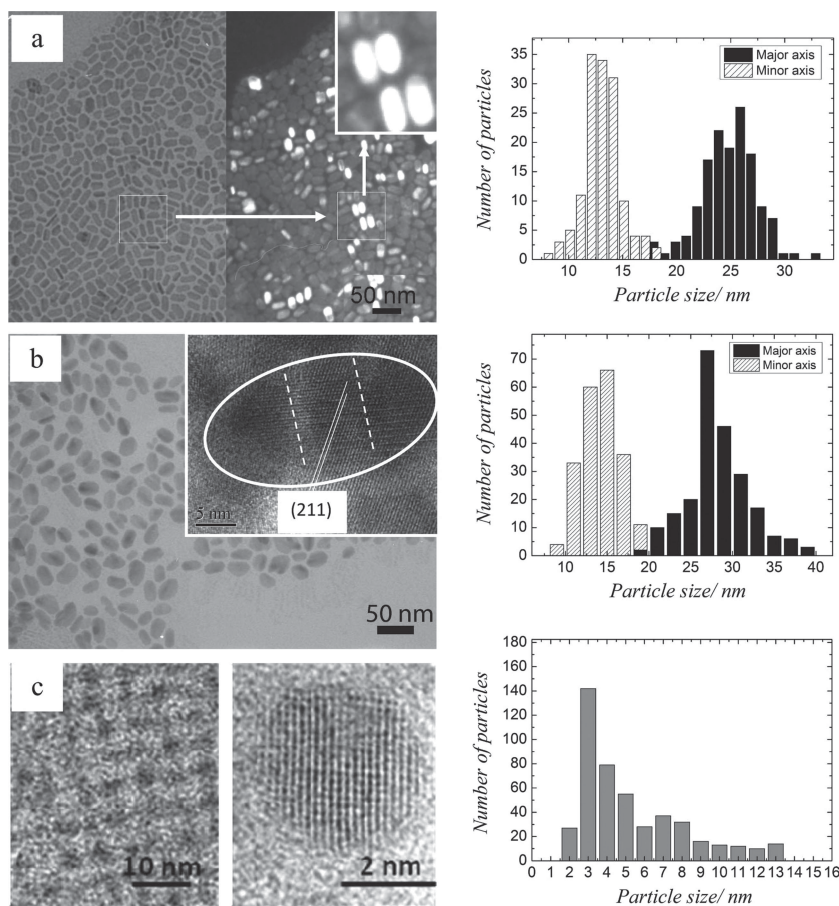 a
50 nm
Number of particles
35
30
25
20
15
10
5
0
Major axis
Minor axis
10 15 20 25 30
Particle size/ nm
b
5 nm
(211)
50 nm
Number of particles
70
60
50
40
30
20
10
0
Major axis
Minor axis
10 15 20 25 30 35 40
Particle size/ nm
c
10 nm
2 nm
Number of particles
180
160
140
120
100
80
60
40
20
0
0 1 2 3 4 5 6 7 8 9 10 11 12 13 14 15 16
Particle size/ nm